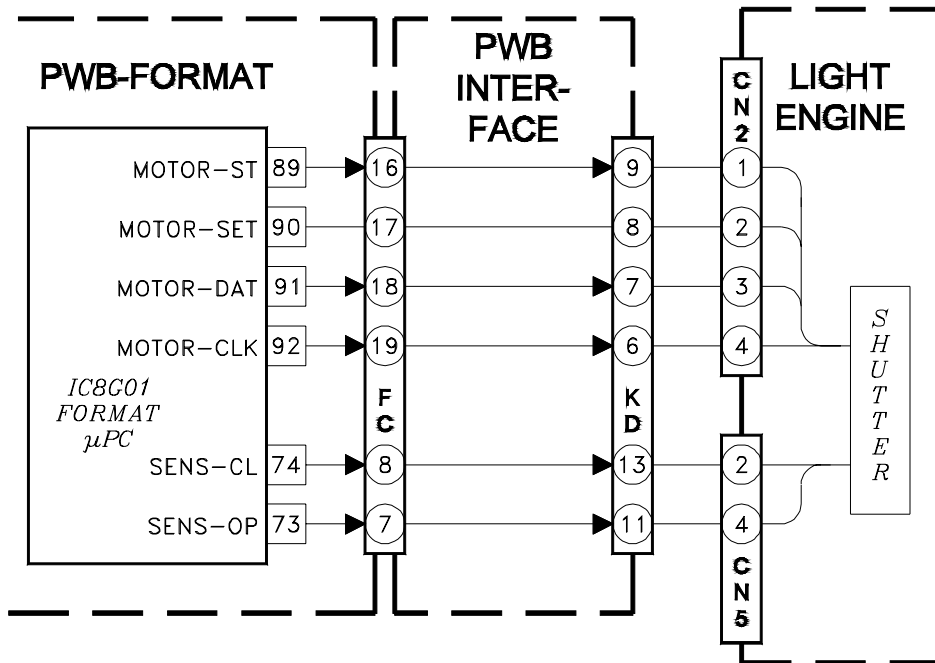 PWB-FORMAT
PWB
INTER-
FACE
LIGHT
ENGINE
CN2
MOTOR-ST 89 16 9 1
MOTOR-SET 90 17 8 2
MOTOR-DAT 91 18 7 3
MOTOR-CLK 92 19 6 4
IC8G01
FORMAT
µPC
FC
KD
SHUTTER
SENS-CL 74 8 13 2
SENS-OP 73 7 11 4
CN5